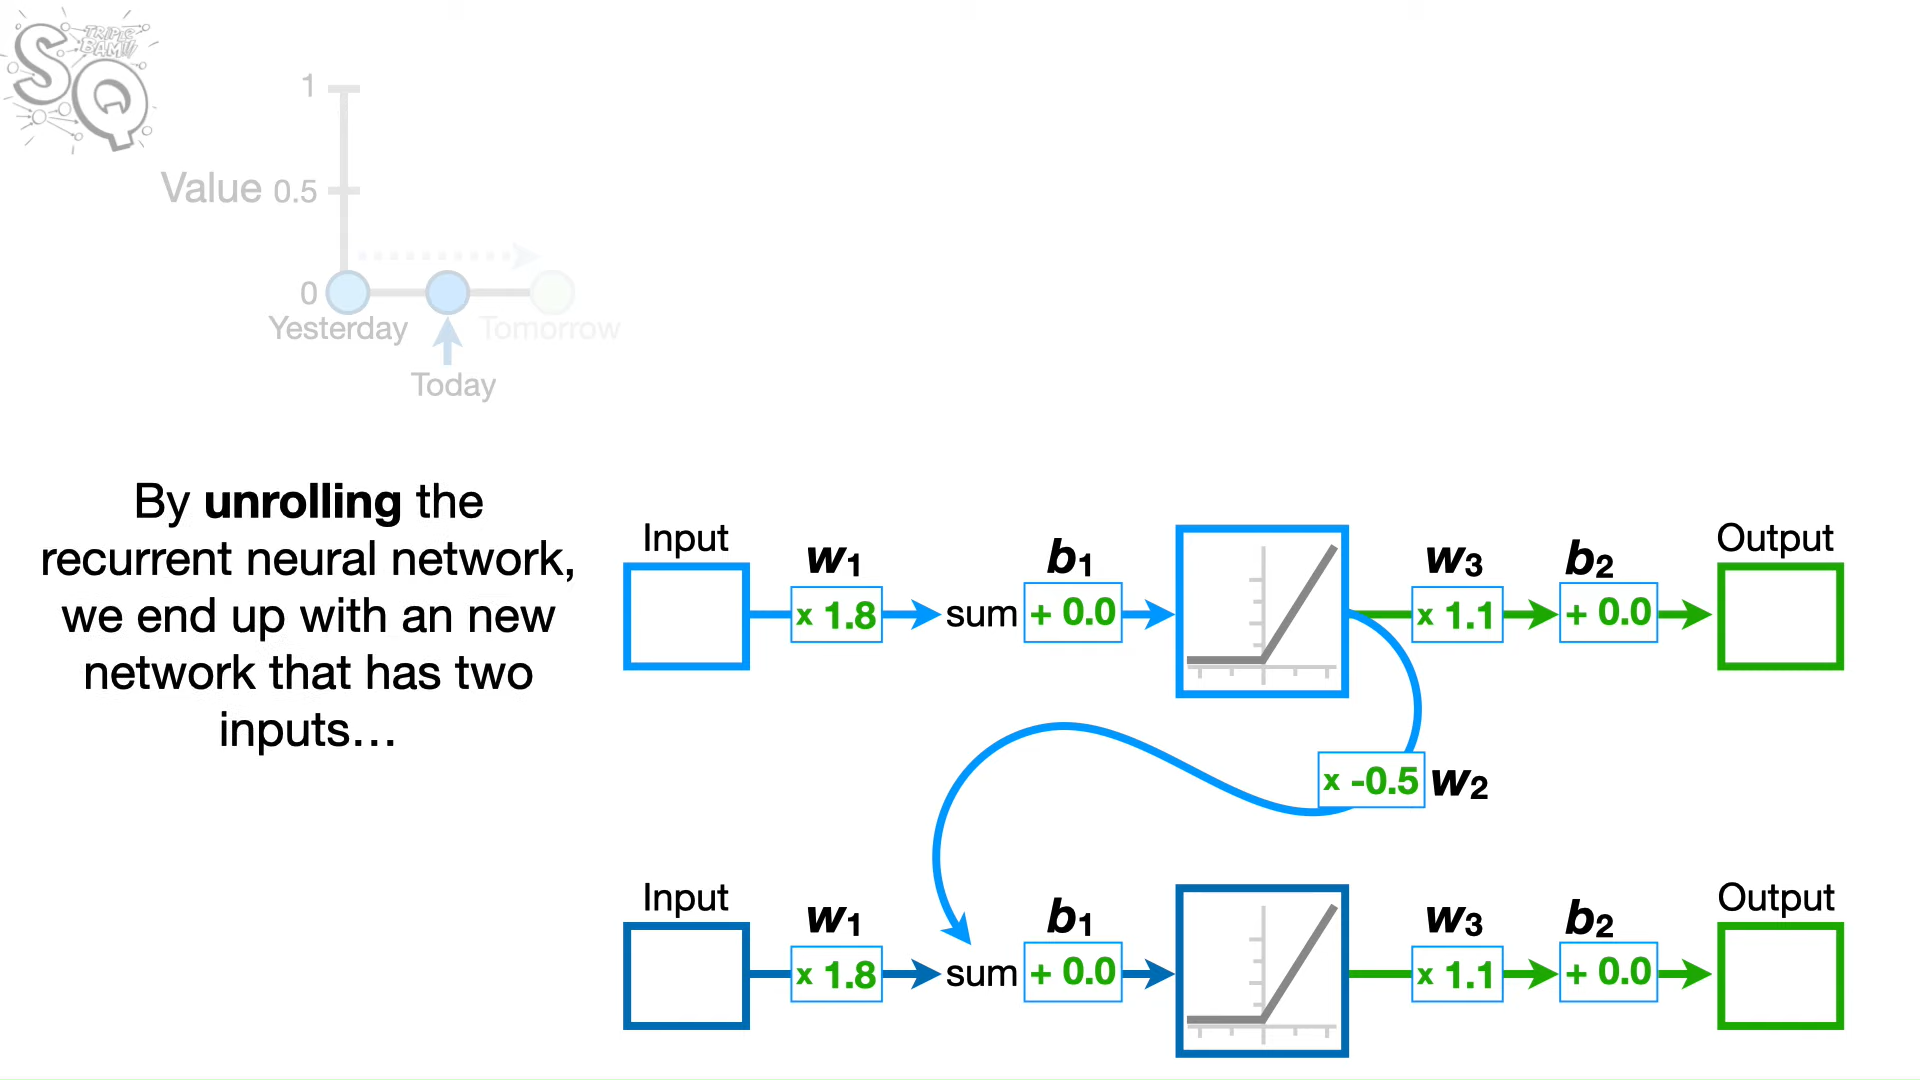 SQ
TRIPLE
BAM!!!
1
Value 0.5
0
Yesterday
Tomorrow
Today
By unrolling the
recurrent neural network,
we end up with an new
network that has two
inputs…
Input
w1
b1
w3
b2
Output
x 1.8
sum
+ 0.0
x 1.1
+ 0.0
x -0.5 w2
Input
w1
b1
w3
b2
Output
x 1.8
sum
+ 0.0
x 1.1
+ 0.0